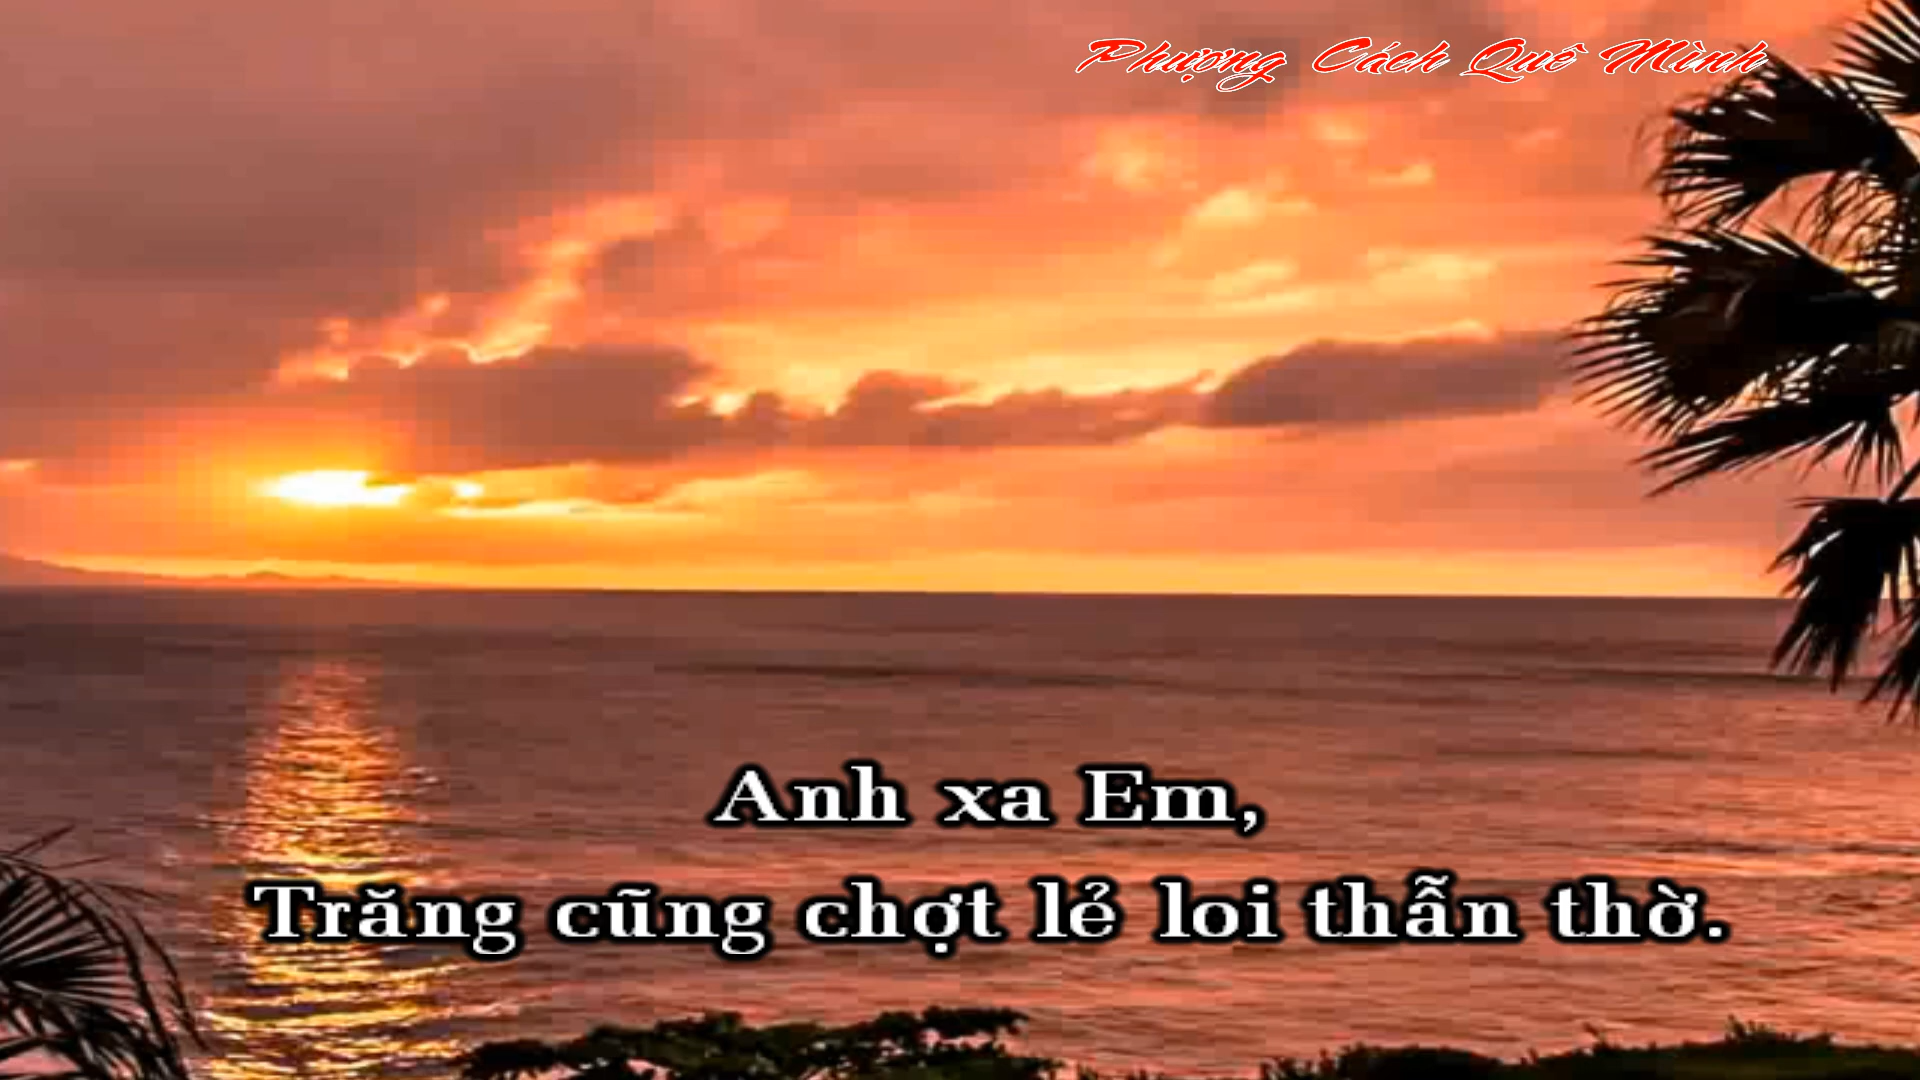 Phượng Cách Quê Mình
Anh xa Em,
Trăng cũng chợt lẻ loi thẫn thờ.